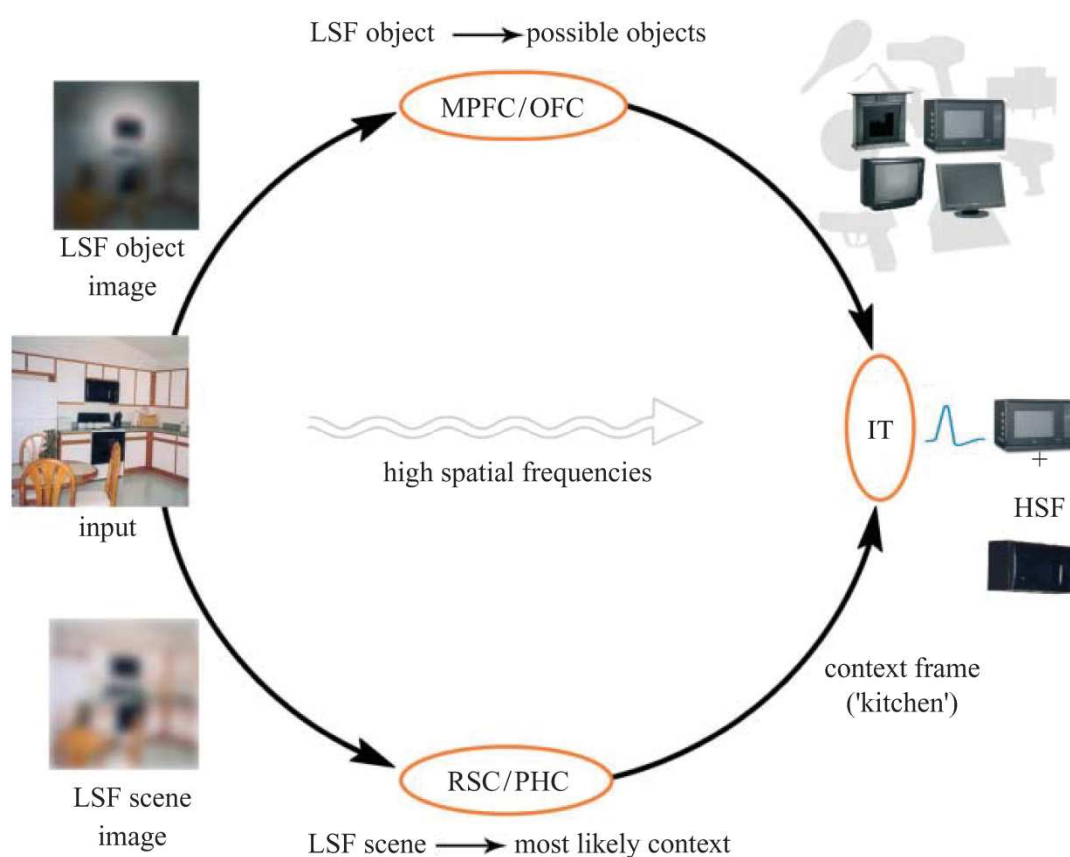 LSF object → possible objects
MPFC/OFC
LSF object
image
input
high spatial frequencies
IT
+
HSF
context frame
('kitchen')
LSF scene
image
RSC/PHC
LSF scene → most likely context